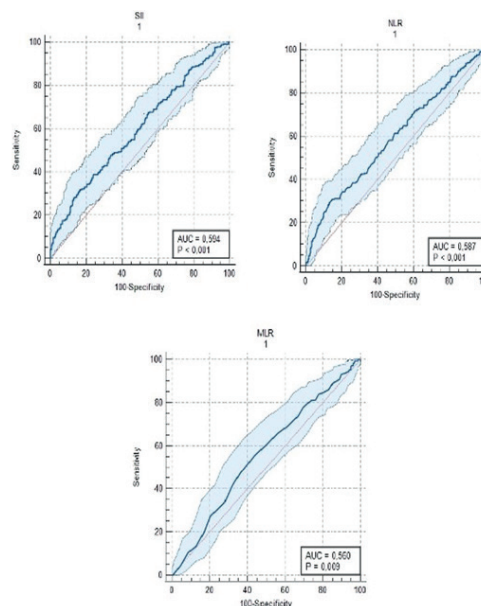 SII
1
100
80
60
40
20
0
Sensitivity
AUC = 0,594
P < 0,001
0 20 40 60 80 100
100-Specificity
NLR
1
100
80
60
40
20
0
Sensitivity
AUC = 0,587
P < 0,001
0 20 40 60 80 100
100-Specificity
MLR
1
100
80
60
40
20
0
Sensitivity
AUC = 0,560
P = 0,009
0 20 40 60 80 100
100-Specificity